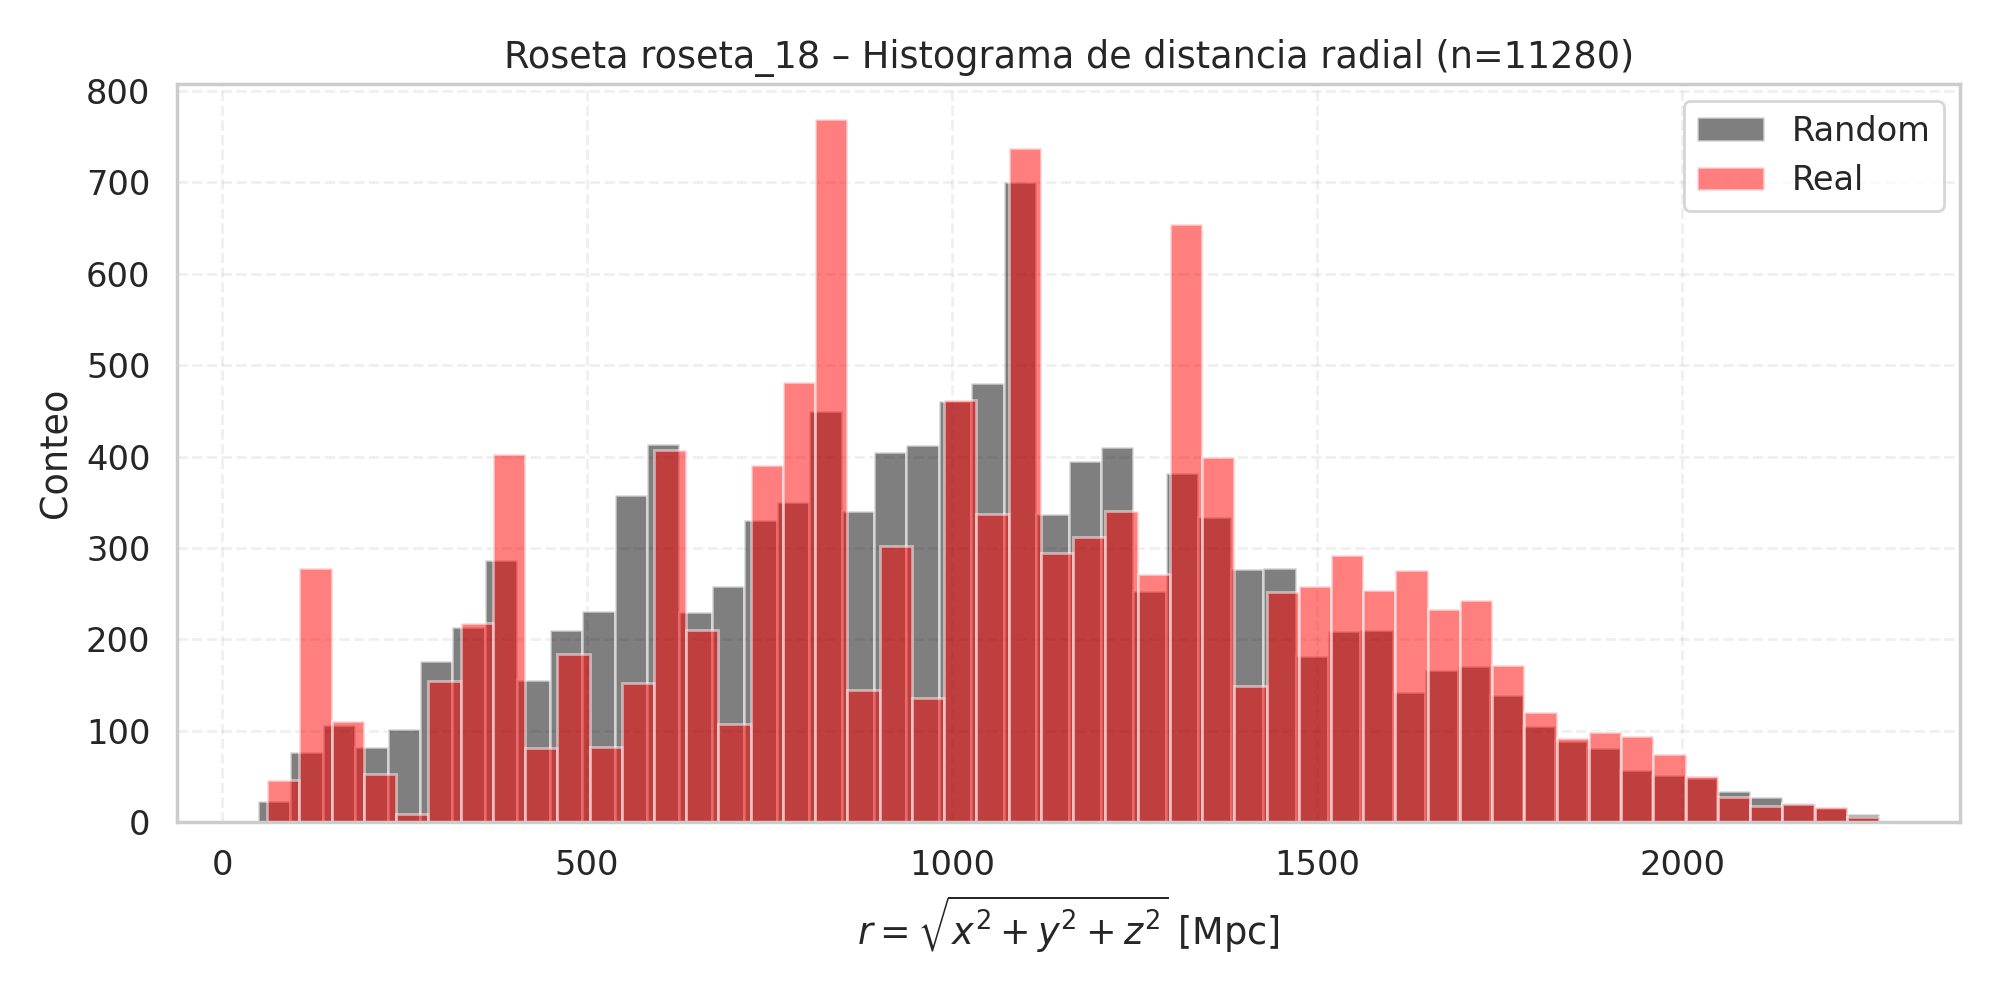 Roseta roseta_18 – Histograma de distancia radial (n=11280)
800
700
600
500
400
300
200
100
0
Conteo
Random
Real
0 500 1000 1500 2000
r = √x² + y² + z² [Mpc]